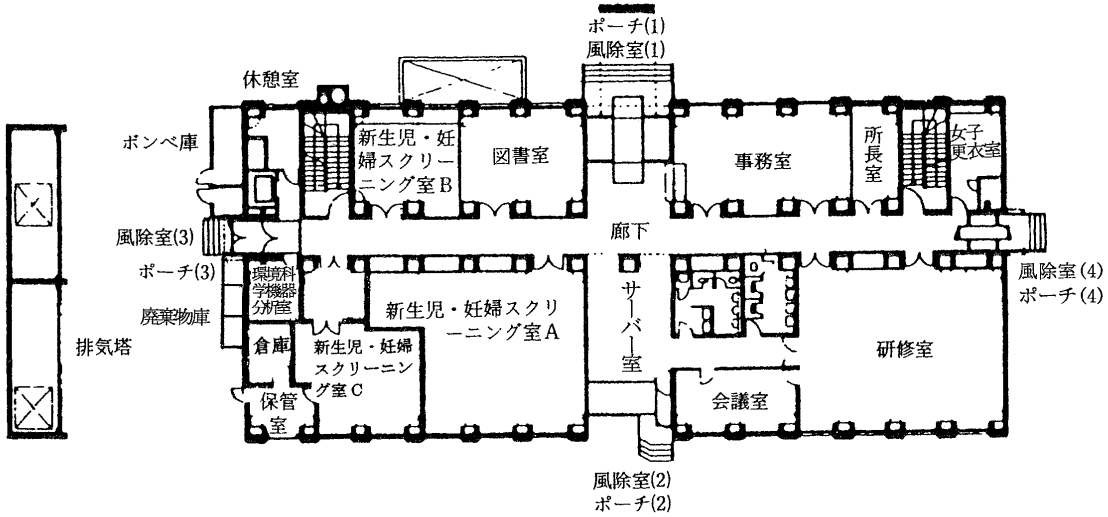 ポーチ(1)
風除室(1)
休憩室
ボンベ庫
新生児・妊
婦スクリー
ニング室B
図書室
事務室
所長室
女子
更衣室
風除室(3)
ポーチ(3)
廊下
風除室(4)
ポーチ(4)
環境科
学機器
分析室
廃棄物庫
排気塔
倉庫
保管
室
新生児・妊婦
スクリーニン
グ室C
新生児・妊婦スクリ
ーニング室A
サーバー室
会議室
研修室
風除室(2)
ポーチ(2)